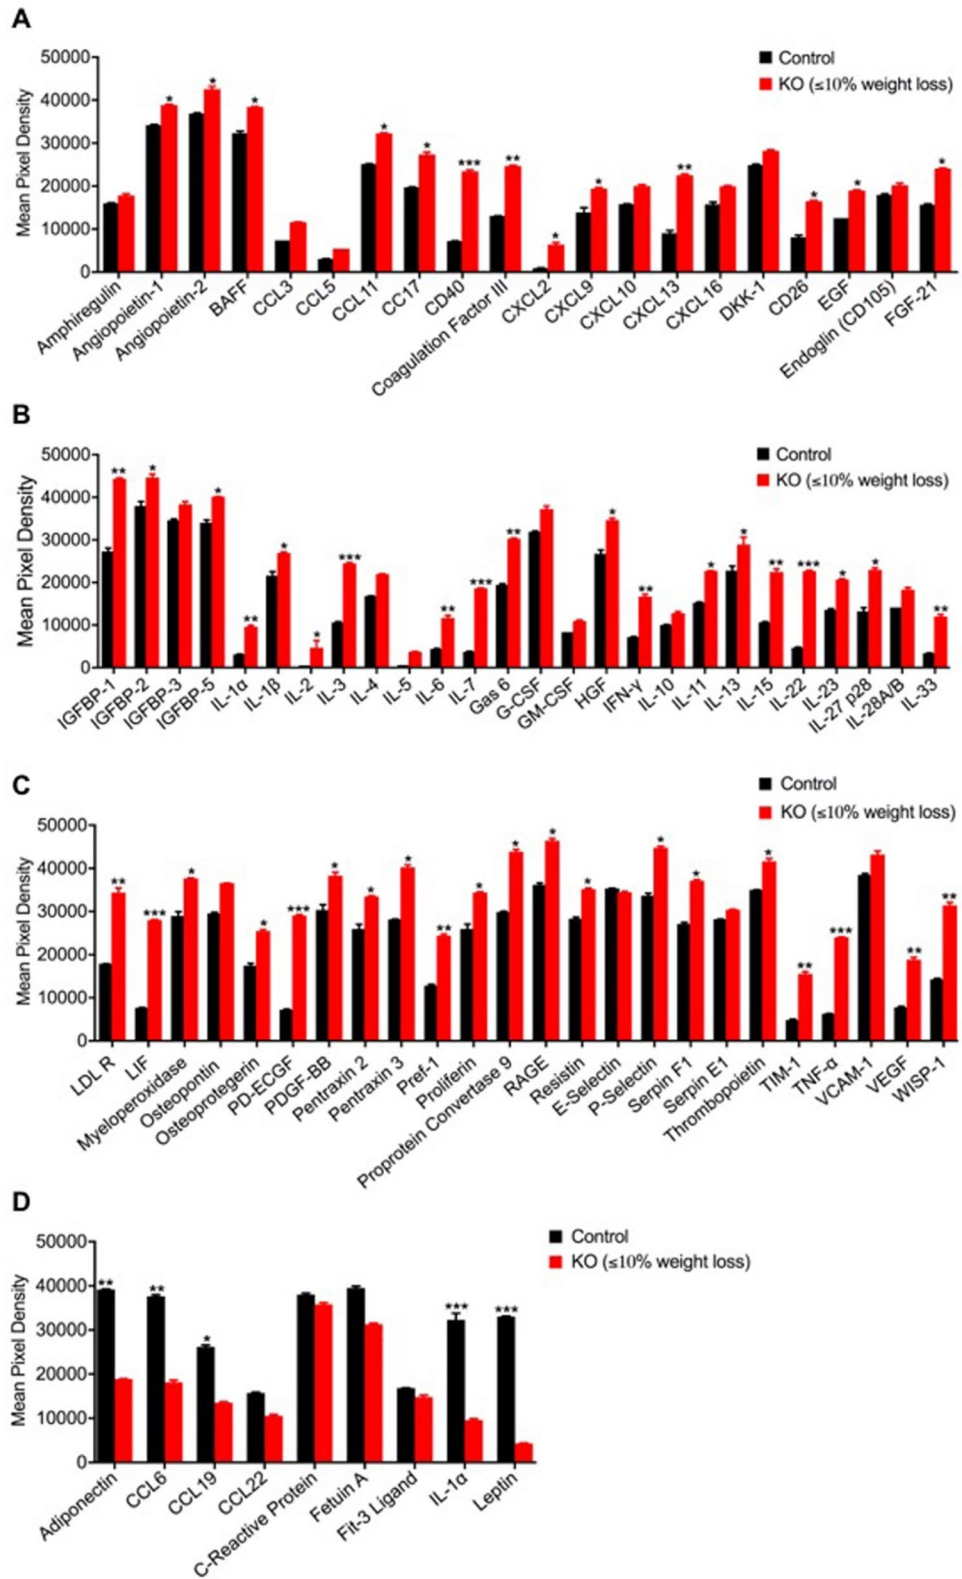 A
50000
40000
30000
20000
10000
0
Mean Pixel Density
Control
KO (≤10% weight loss)
* * * * * *** ** * * ** * * *
Amphiregulin Angiopoietin-1 Angiopoietin-2 BAFF CCL3 CCL5 CCL11 CC17 CD40 Coagulation Factor III CXCL2 CXCL9 CXCL10 CXCL13 CXCL16 DKK-1 CD26 EGF Endoglin (CD105) FGF-21
B
50000
40000
30000
20000
10000
0
Mean Pixel Density
Control
KO (≤10% weight loss)
** * * ** * * *** ** *** ** * ** * * ** *** * * **
IGFBP-1 IGFBP-2 IGFBP-3 IGFBP-5 IL-1α IL-1β IL-2 IL-3 IL-4 IL-5 IL-6 IL-7 Gas 6 G-CSF GM-CSF HGF IFN-γ IL-10 IL-11 IL-13 IL-15 IL-22 IL-23 IL-27 p28 IL-28A/B IL-33
C
50000
40000
30000
20000
10000
0
Mean Pixel Density
Control
KO (≤10% weight loss)
** *** * * *** * * * ** * * * * * * * ** *** ** **
LDL R LIF Myeloperoxidase Osteopontin Osteoprotegerin PD-ECGF PDGF-BB Pentraxin 2 Pentraxin 3 Pref-1 Proliferin Proprotein Convertase 9 RAGE Resistin E-Selectin P-Selectin Serpin F1 Serpin E1 Thrombopoietin TIM-1 TNF-α VCAM-1 VEGF WISP-1
D
50000
40000
30000
20000
10000
0
Mean Pixel Density
Control
KO (≤10% weight loss)
** ** * *** ***
Adiponectin CCL6 CCL19 CCL22 C-Reactive Protein Fetuin A Fit-3 Ligand IL-1α Leptin